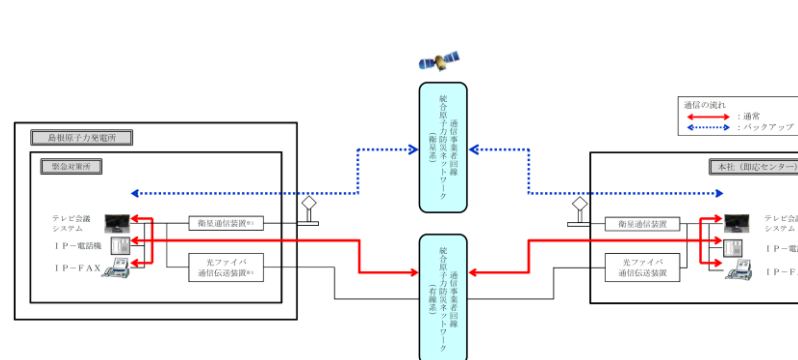 通信の流れ
：通常
：バックアップ
島根原子力発電所
緊急対策所
テレビ会議
システム
ＩＰ－電話機
ＩＰ－ＦＡＸ
衛星通信装置※1
光ファイバ
通信伝送装置※1
通信事業者回線
統合原子力防災ネットワーク
（衛星系）
通信事業者回線
統合原子力防災ネットワーク
（有線系）
本社（即応センター）
衛星通信装置
光ファイバ
通信伝送装置
テレビ会
システム
ＩＰ－電
ＩＰ－Ｆ